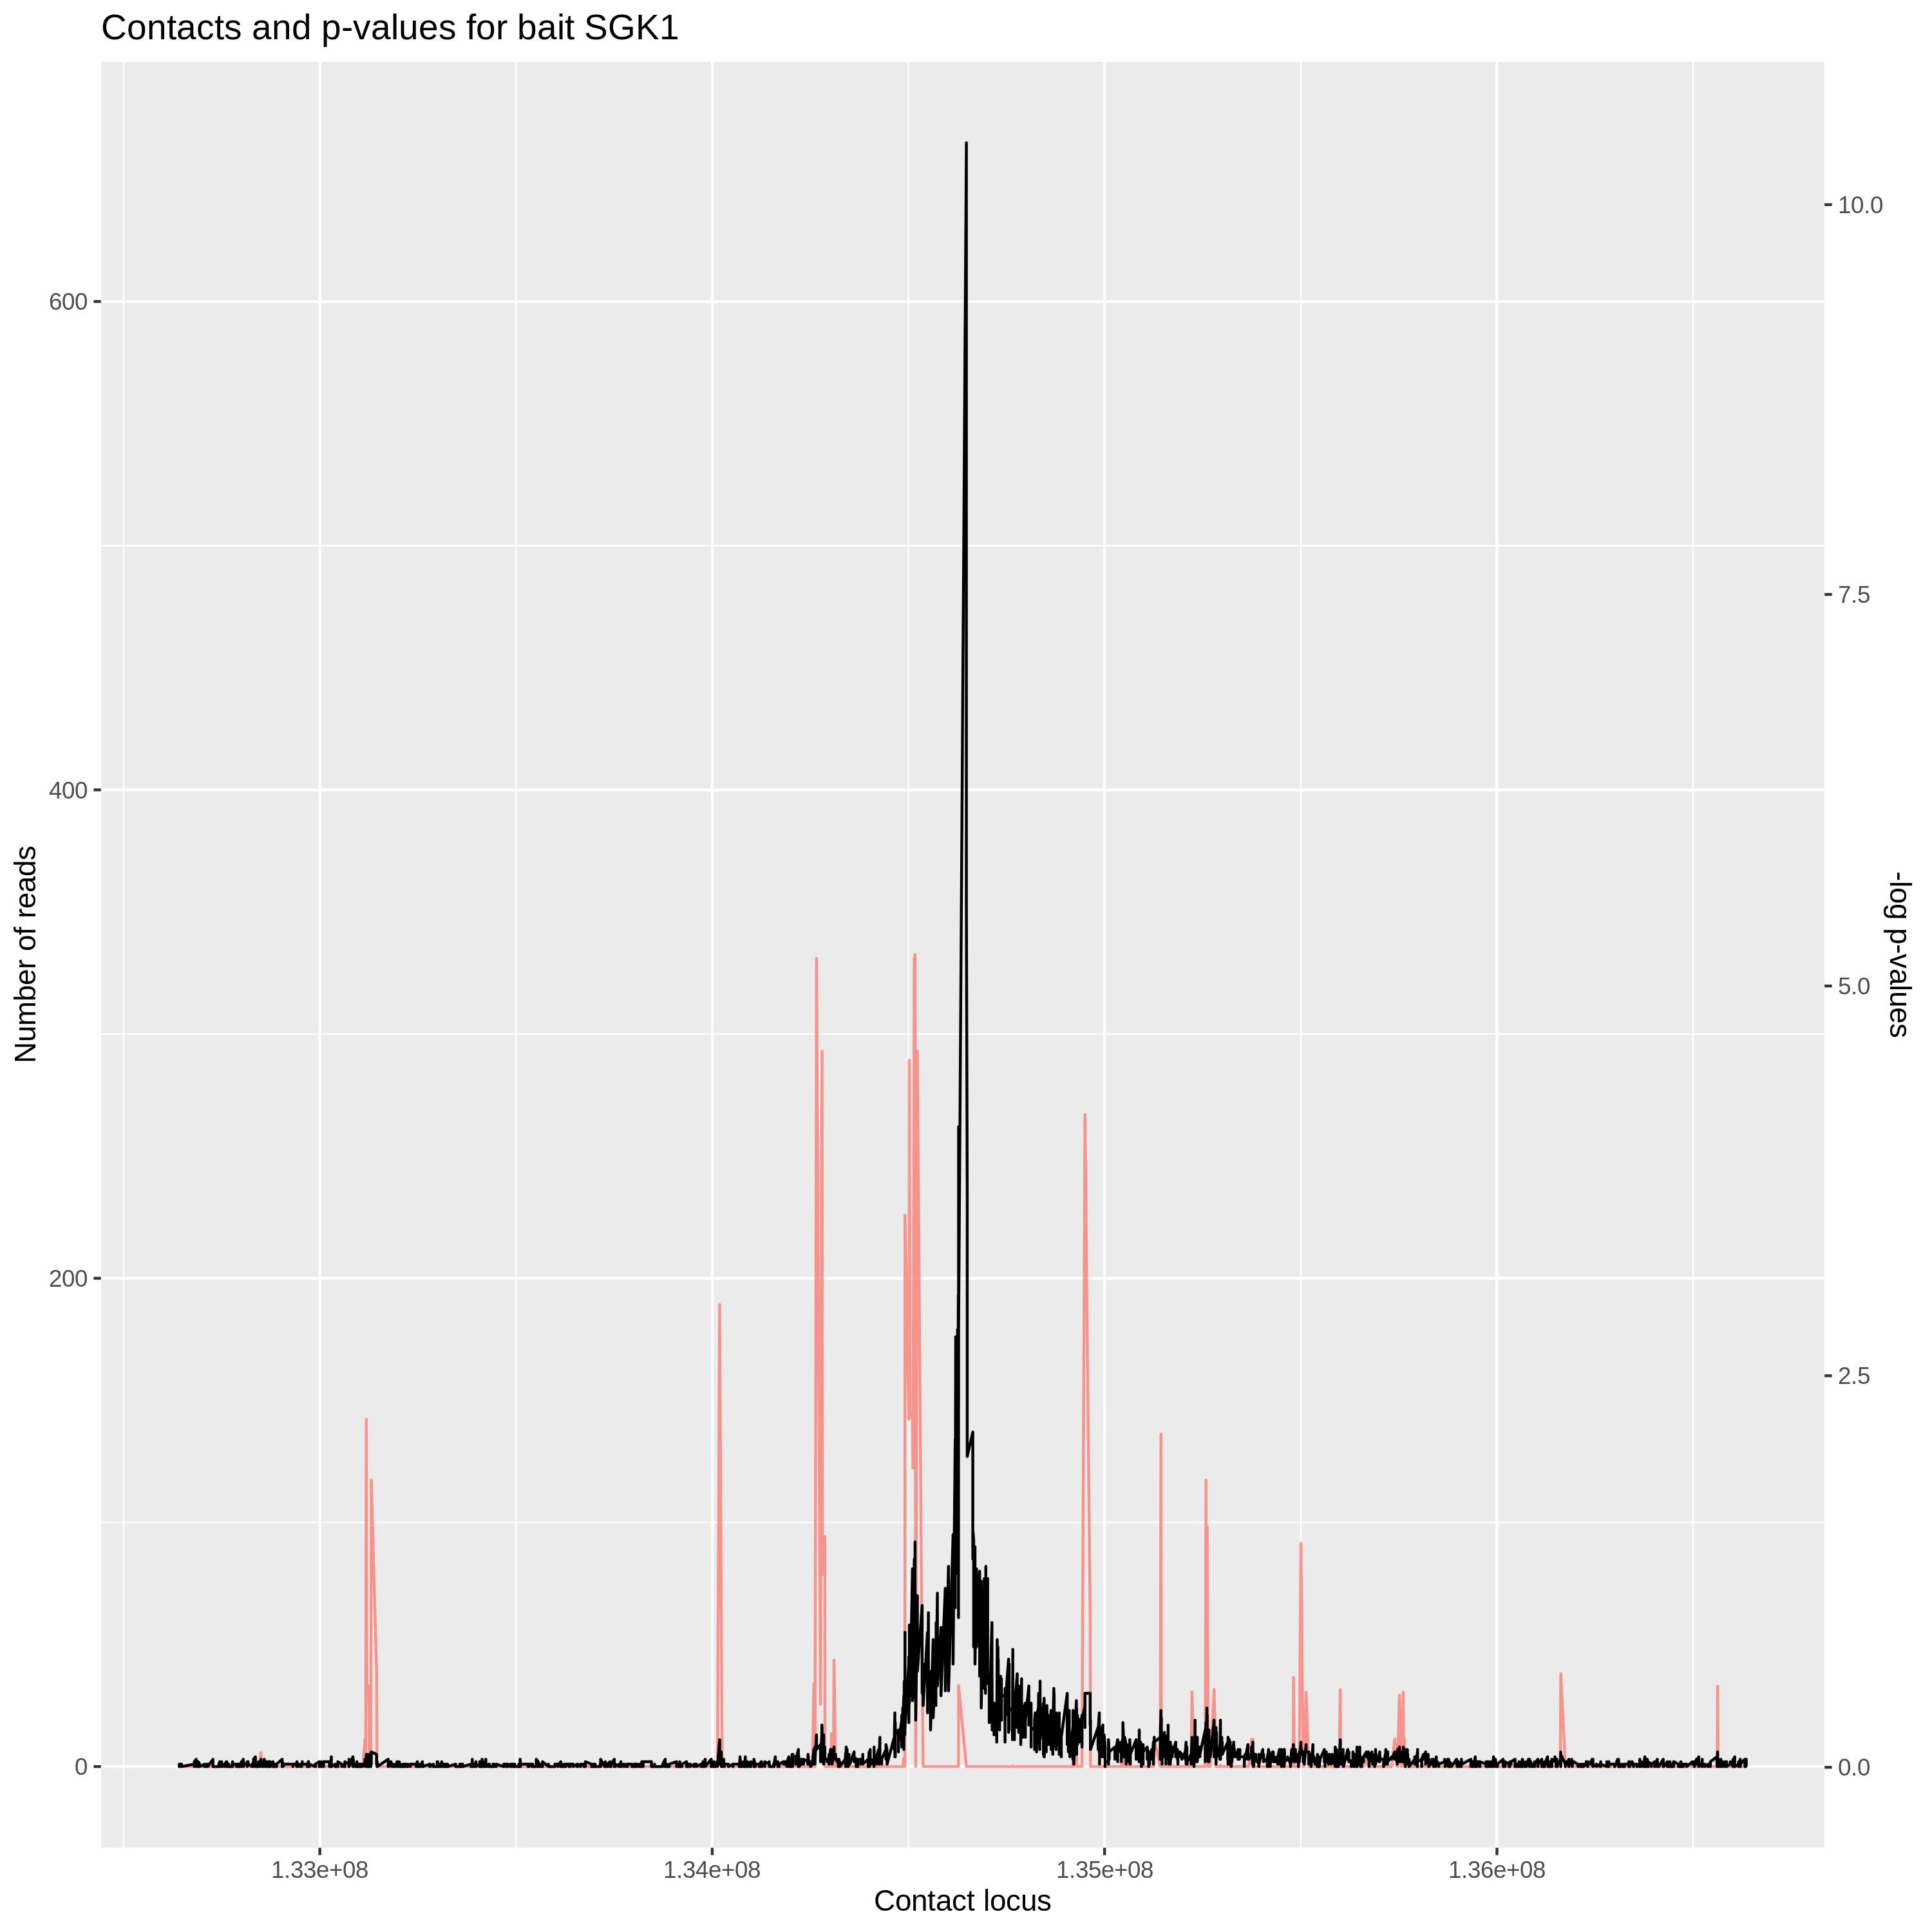 Contacts and p-values for bait SGK1
600
400
200
0
Number of reads
10.0
7.5
5.0
2.5
0.0
-log p-values
1.33e+08
1.34e+08
1.35e+08
1.36e+08
Contact locus